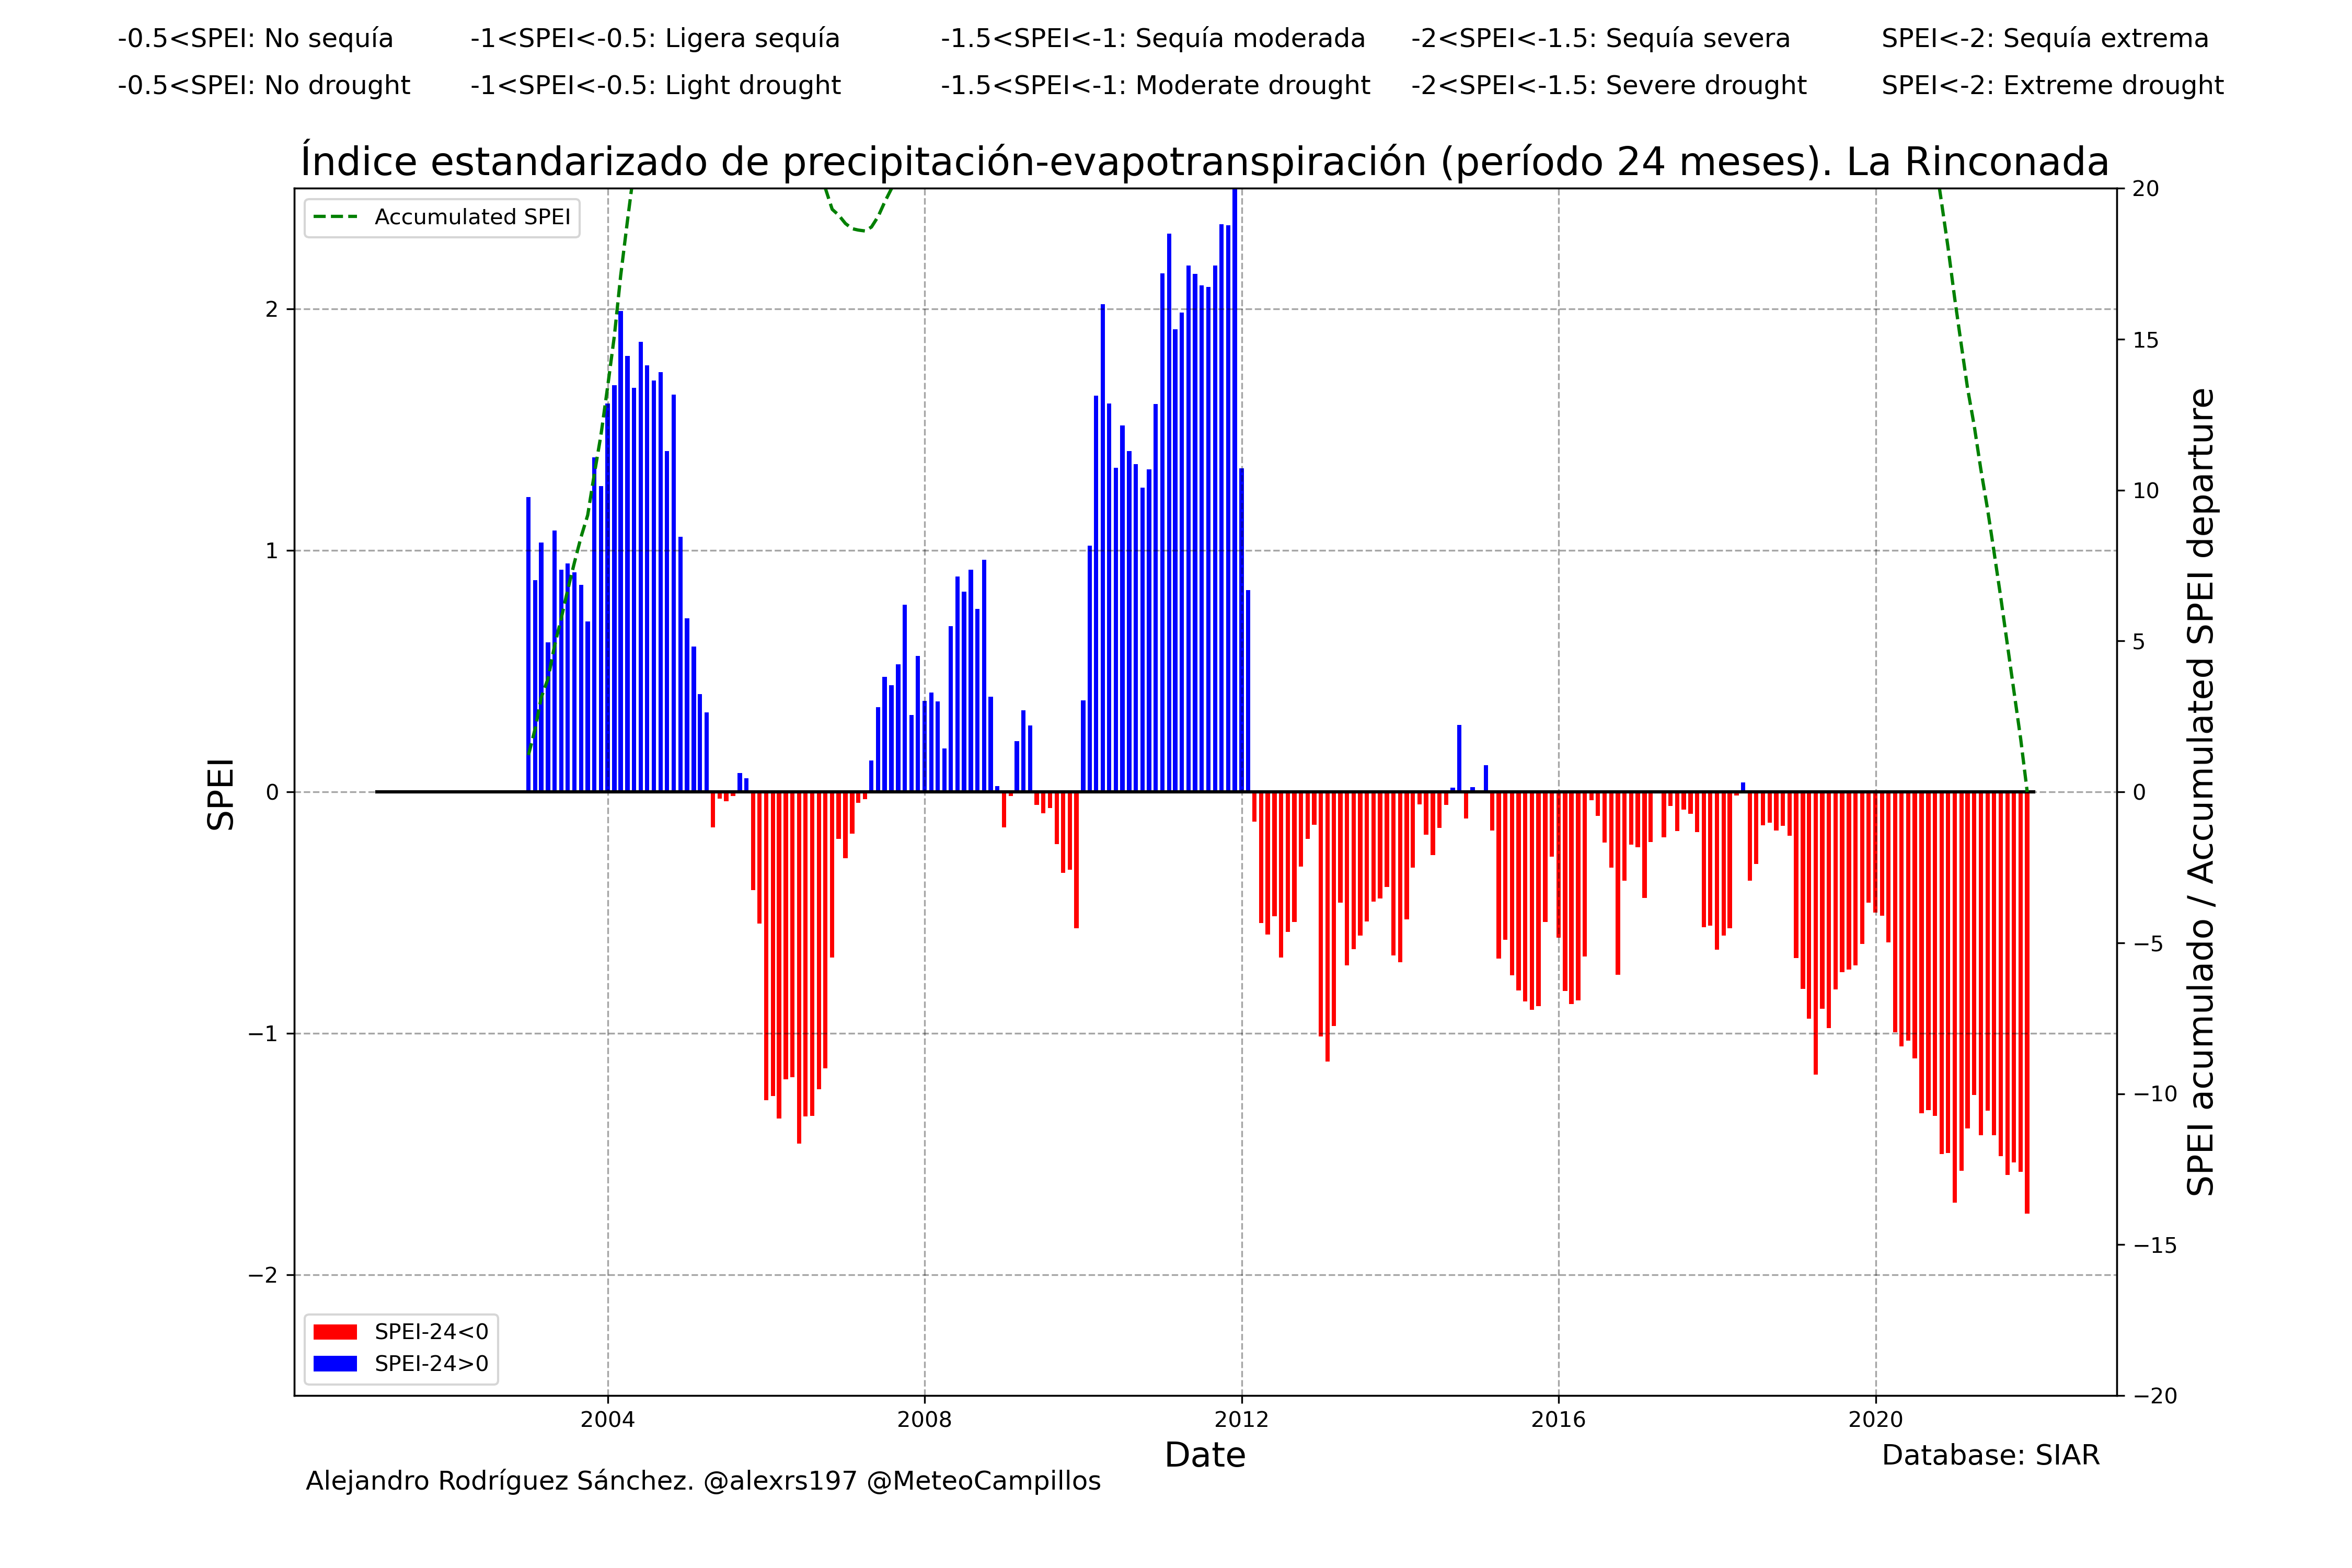 -0.5<SPEI: No sequía -1<SPEI<-0.5: Ligera sequía -1.5<SPEI<-1: Sequía moderada -2<SPEI<-1.5: Sequía severa SPEI<-2: Sequía extrema
-0.5<SPEI: No drought -1<SPEI<-0.5: Light drought -1.5<SPEI<-1: Moderate drought -2<SPEI<-1.5: Severe drought SPEI<-2: Extreme drought
Índice estandarizado de precipitación-evapotranspiración (período 24 meses). La Rinconada
Accumulated SPEI
SPEI
2
1
0
−1
−2
20
15
10
5
0
−5
−10
−15
−20
SPEI acumulado / Accumulated SPEI departure
SPEI-24<0
SPEI-24>0
2004 2008 2012 2016 2020
Date
Database: SIAR
Alejandro Rodríguez Sánchez. @alexrs197 @MeteoCampillos